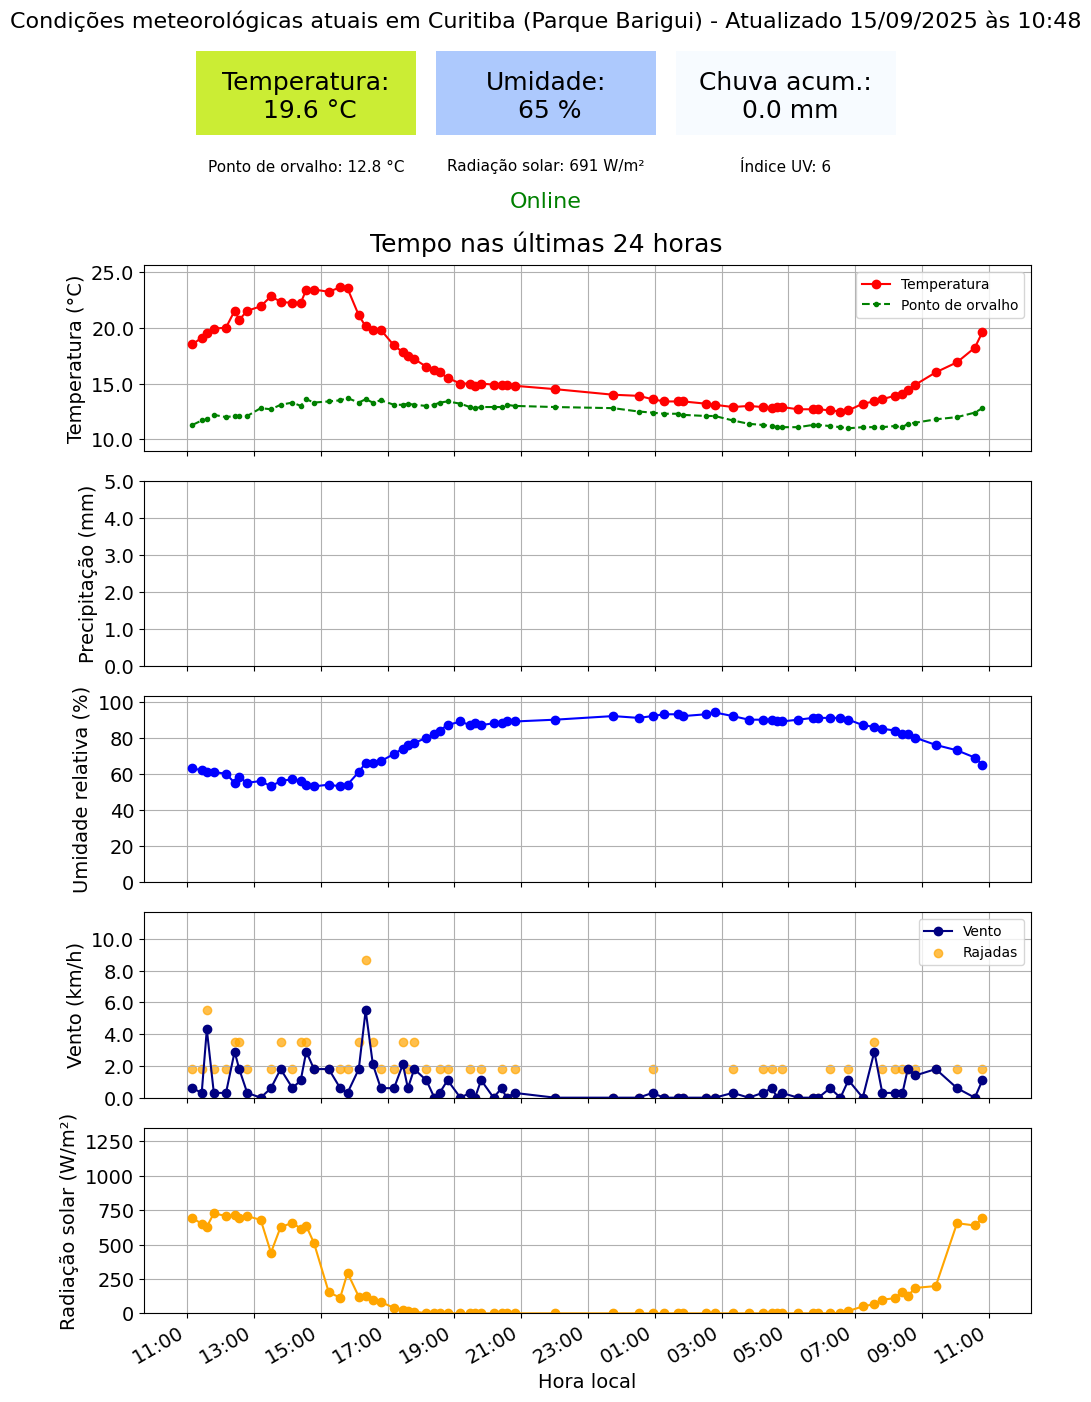 Condições meteorológicas atuais em Curitiba (Parque Barigui) - Atualizado 15/09/2025 às 10:48
Temperatura:
19.6 °C
Umidade:
65 %
Chuva acum.:
0.0 mm
Ponto de orvalho: 12.8 °C
Radiação solar: 691 W/m²
Índice UV: 6
Online
Tempo nas últimas 24 horas
Temperatura (°C)
25.0
20.0
15.0
10.0
Temperatura
Ponto de orvalho
Precipitação (mm)
5.0
4.0
3.0
2.0
1.0
0.0
Umidade relativa (%)
100
80
60
40
20
0
Vento (km/h)
10.0
8.0
6.0
4.0
2.0
0.0
Vento
Rajadas
Radiação solar (W/m²)
1250
1000
750
500
250
0
11:00
13:00
15:00
17:00
19:00
21:00
23:00
01:00
03:00
05:00
07:00
09:00
11:00
Hora local